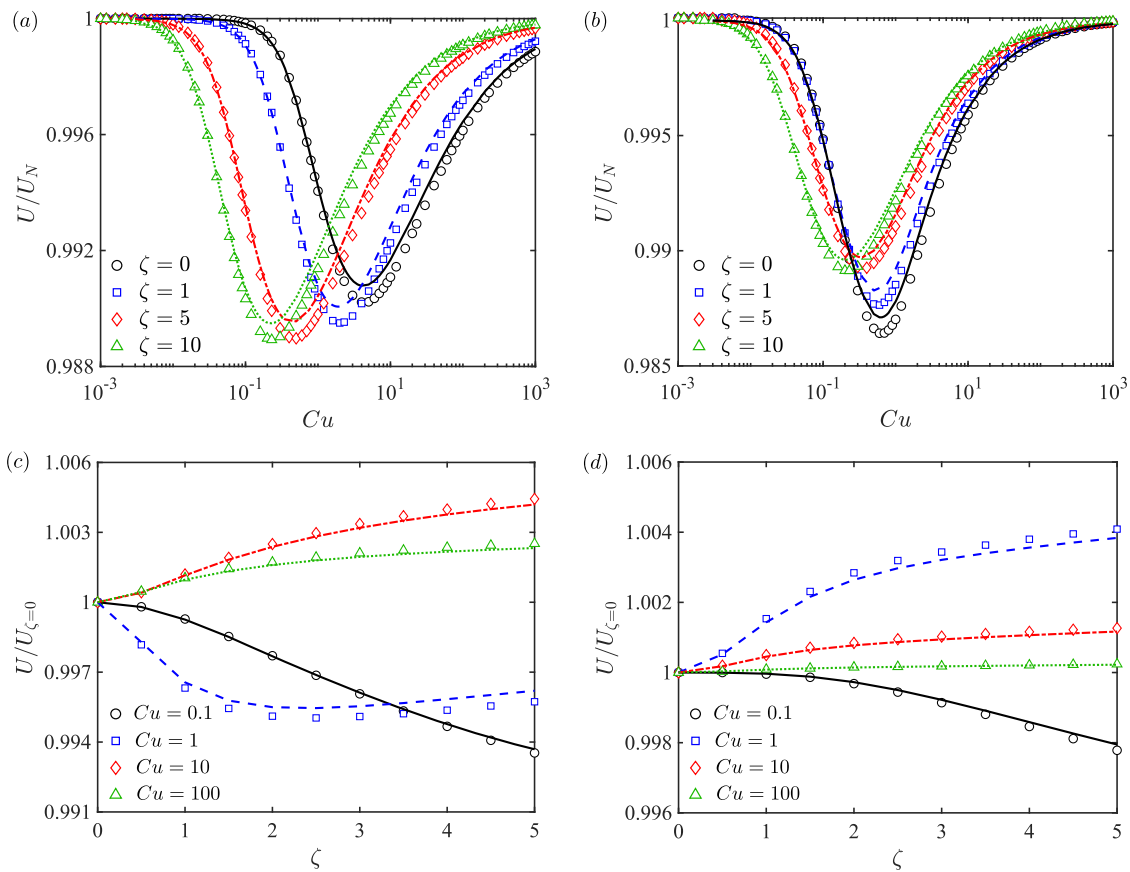 (a)
U/U_N
1
0.996
0.992
0.988
ζ = 0
ζ = 1
ζ = 5
ζ = 10
10^{-3} 10^{-1} 10^{1} 10^{3}
Cu
(b)
U/U_N
1
0.995
0.99
0.985
ζ = 0
ζ = 1
ζ = 5
ζ = 10
10^{-3} 10^{-1} 10^{1} 10^{3}
Cu
(c)
U/U_{ζ=0}
1.006
1.003
1
0.997
0.994
0.991
Cu = 0.1
Cu = 1
Cu = 10
Cu = 100
0 1 2 3 4 5
ζ
(d)
U/U_{ζ=0}
1.006
1.004
1.002
1
0.998
0.996
Cu = 0.1
Cu = 1
Cu = 10
Cu = 100
0 1 2 3 4 5
ζ